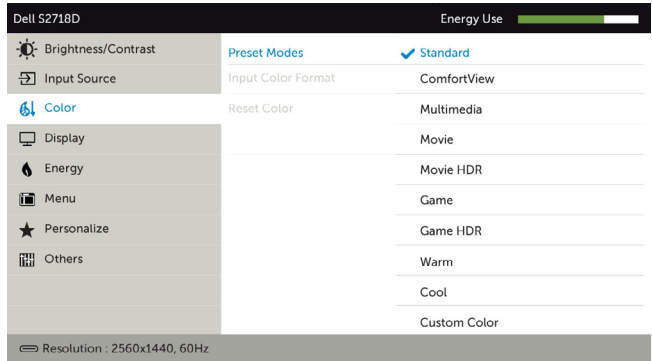 Dell S2718D Energy Use
Brightness/Contrast Preset Modes Standard
Input Source Input Color Format ComfortView
Color Reset Color Multimedia
Display Movie
Energy Movie HDR
Menu Game
Personalize Game HDR
Others Warm
Cool
Custom Color
Resolution : 2560x1440, 60Hz